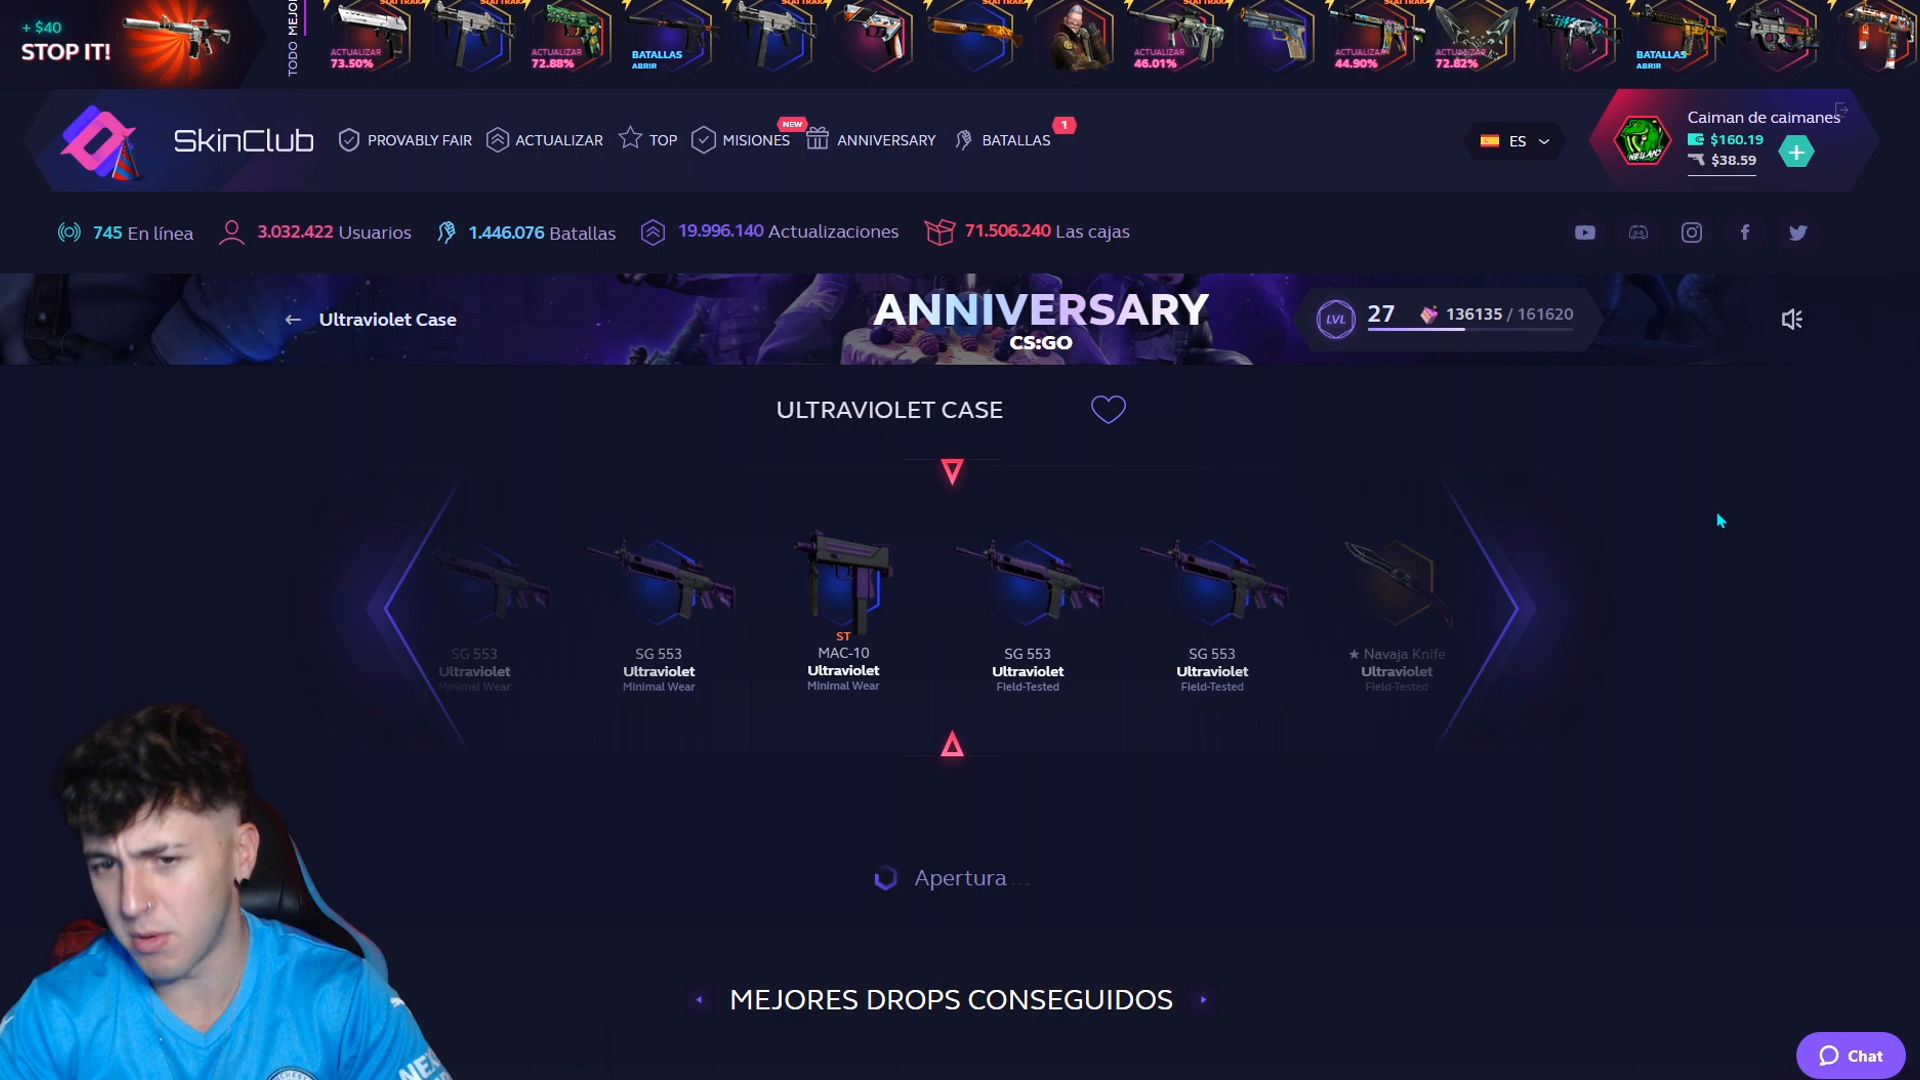 + $40
STOP IT!
TODO
ACTUALIZAR
73.50%
ACTUALIZAR
72.88%
BATALLAS
ABRIR
ACTUALIZAR
46.01%
ACTUALIZAR
44.90%
ACTUALIZAR
72.82%
BATALLAS
ABRIR
SkinClub
PROVABLY FAIR
ACTUALIZAR
TOP
MISIONES
NEW
ANNIVERSARY
BATALLAS
1
ES
Caiman de caimanes
$160.19
$38.59
+
745 En línea
3.032.422 Usuarios
1.446.076 Batallas
19.996.140 Actualizaciones
71.506.240 Las cajas
← Ultraviolet Case
ANNIVERSARY
CS:GO
LVL
27
136135 / 161620
ULTRAVIOLET CASE
SG 553
Ultraviolet
Minimal Wear
SG 553
Ultraviolet
Minimal Wear
ST
MAC-10
Ultraviolet
Minimal Wear
SG 553
Ultraviolet
Field-Tested
SG 553
Ultraviolet
Field-Tested
★ Navaja Knife
Ultraviolet
Field-Tested
Apertura ...
MEJORES DROPS CONSEGUIDOS
Chat